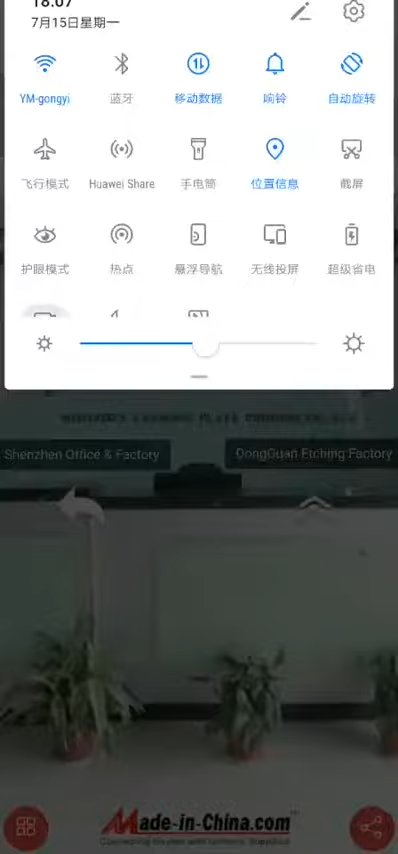 18:07
7月15日星期一
YM-gongyi
蓝牙
移动数据
响铃
自动旋转
飞行模式
Huawei Share
手电筒
位置信息
截屏
护眼模式
热点
悬浮导航
无线投屏
超级省电
Shenzhen Office & Factory
DongGuan Etching Factory
Made-in-China.com